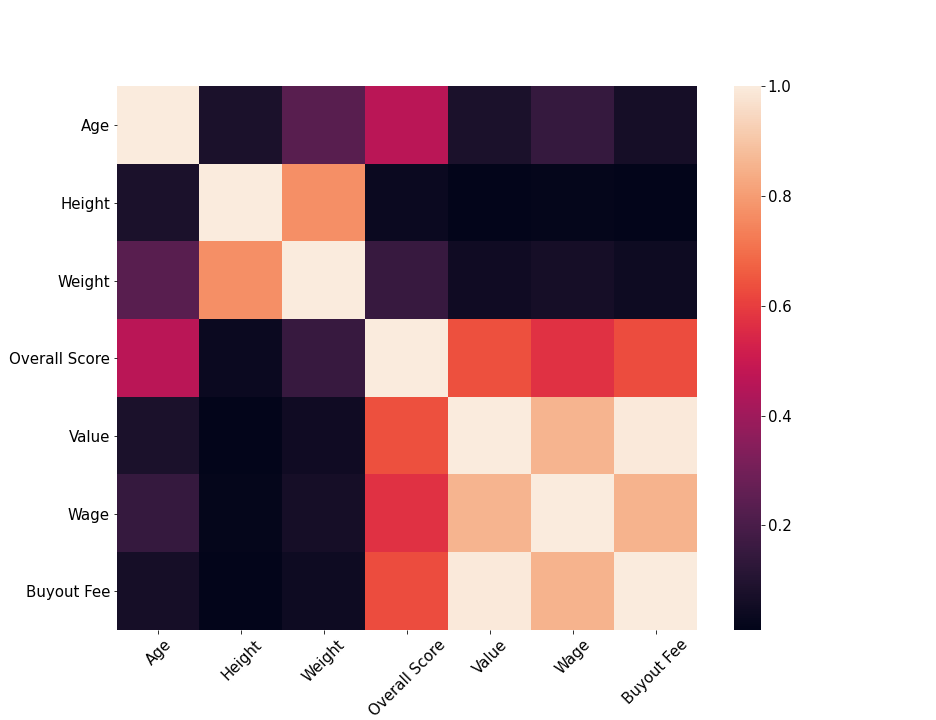 Age
Height
Weight
Overall Score
Value
Wage
Buyout Fee
Age
Height
Weight
Overall Score
Value
Wage
Buyout Fee
1.0
0.8
0.6
0.4
0.2